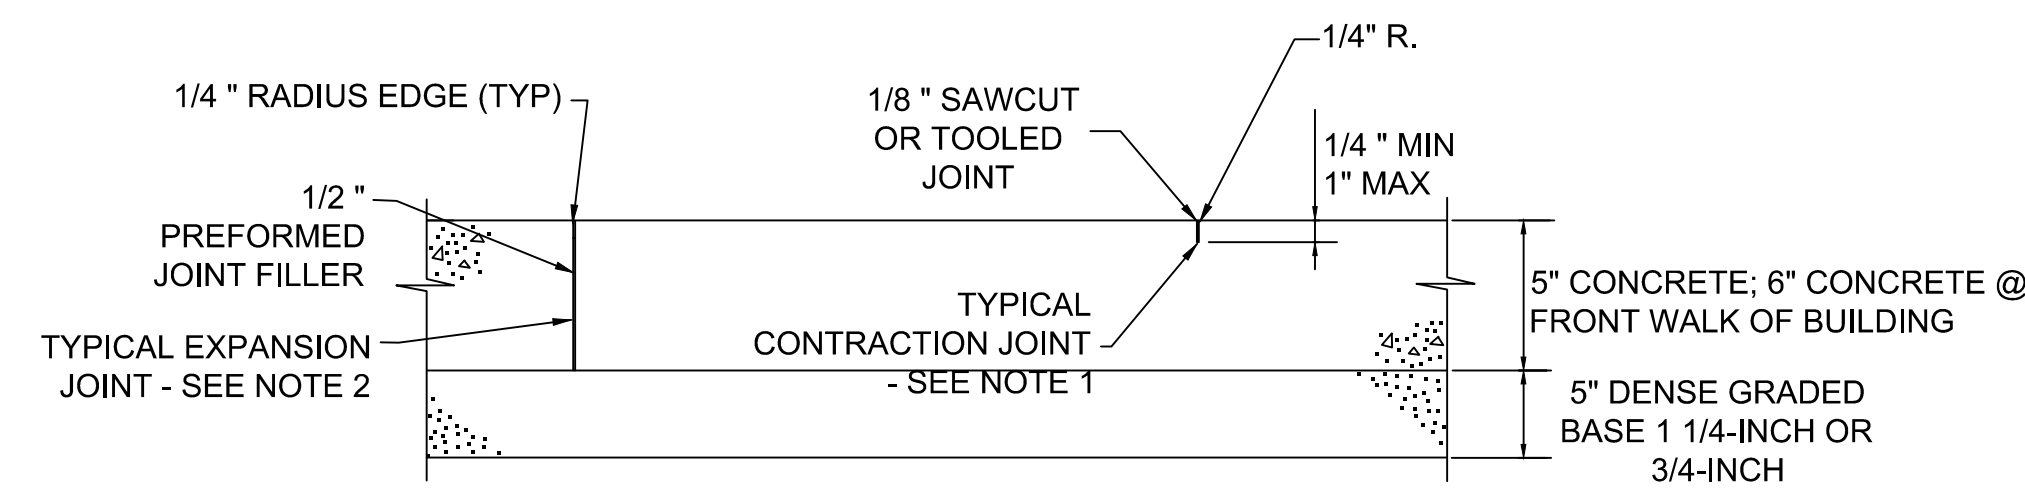 1/4 " RADIUS EDGE (TYP)
1/2 "
PREFORMED
JOINT FILLER
TYPICAL EXPANSION
JOINT - SEE NOTE 2
1/8 " SAWCUT
OR TOOLED
JOINT
1/4" R.
1/4 " MIN
1" MAX
TYPICAL
CONTRACTION JOINT
- SEE NOTE 1
5" CONCRETE; 6" CONCRETE @
FRONT WALK OF BUILDING
5" DENSE GRADED
BASE 1 1/4-INCH OR
3/4-INCH